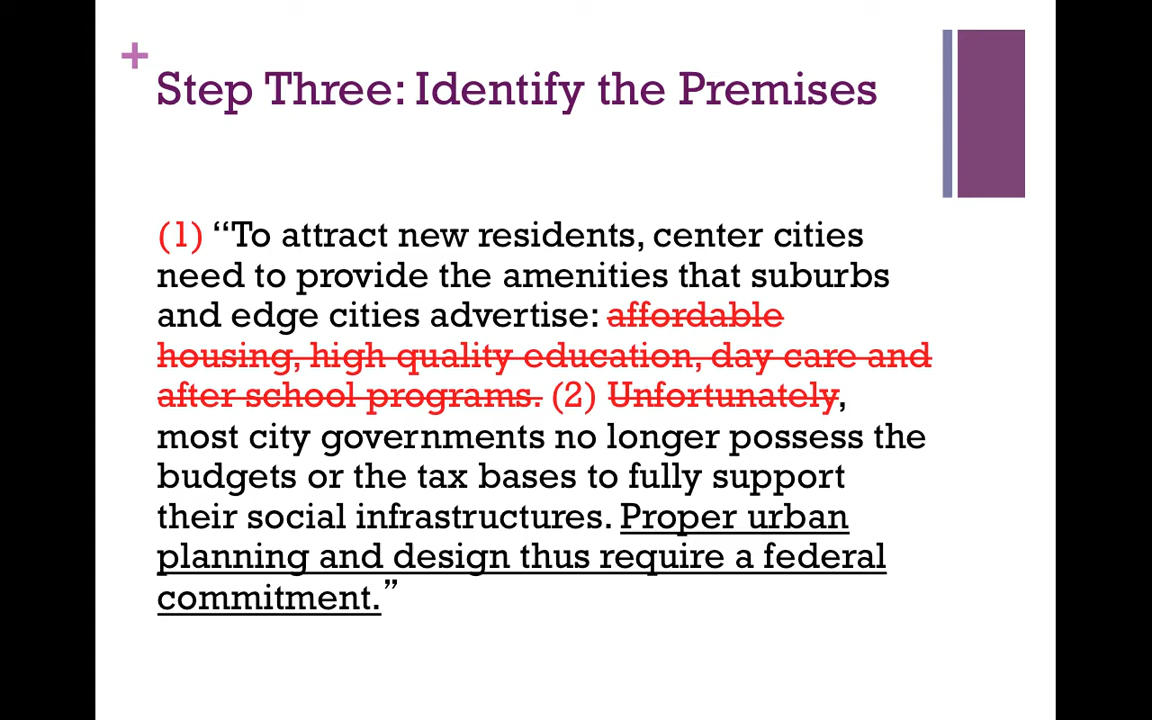 +
Step Three: Identify the Premises
(1) “To attract new residents, center cities
need to provide the amenities that suburbs
and edge cities advertise: affordable
housing, high quality education, day care and
after school programs. (2) Unfortunately,
most city governments no longer possess the
budgets or the tax bases to fully support
their social infrastructures. Proper urban
planning and design thus require a federal
commitment.”